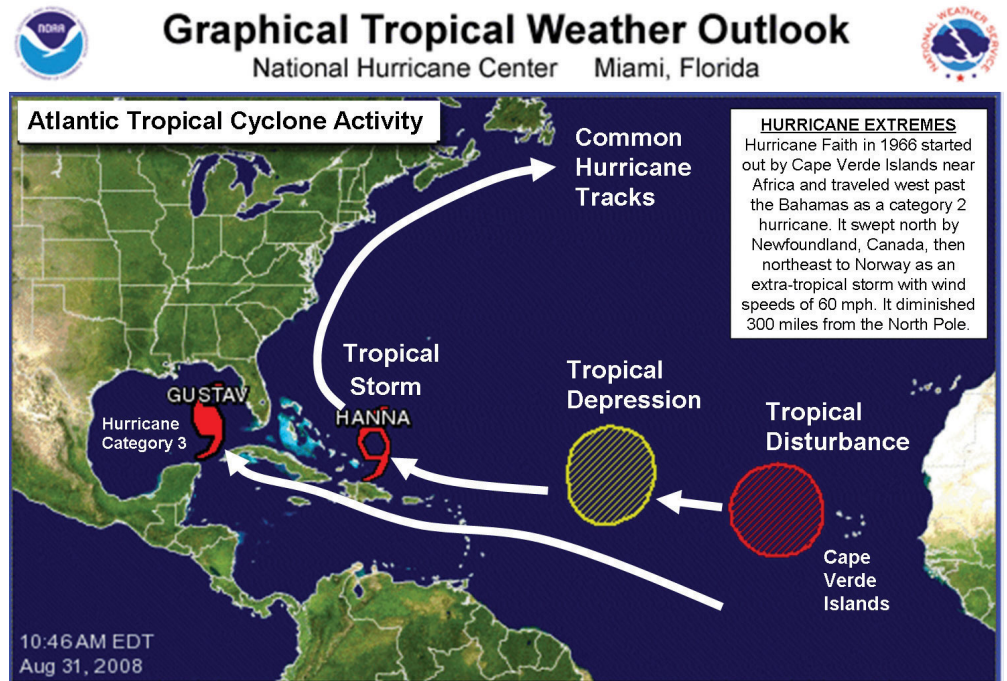 NOAA
Graphical Tropical Weather Outlook
National Hurricane Center Miami, Florida
NATIONAL WEATHER SERVICE
Atlantic Tropical Cyclone Activity
Common
Hurricane
Tracks
HURRICANE EXTREMES
Hurricane Faith in 1966 started
out by Cape Verde Islands near
Africa and traveled west past
the Bahamas as a category 2
hurricane. It swept north by
Newfoundland, Canada, then
northeast to Norway as an
extra-tropical storm with wind
speeds of 60 mph. It diminished
300 miles from the North Pole.
Tropical
Storm
HANNA
GUSTAV
Hurricane
Category 3
Tropical
Depression
Tropical
Disturbance
Cape
Verde
Islands
10:46 AM EDT
Aug 31, 2008